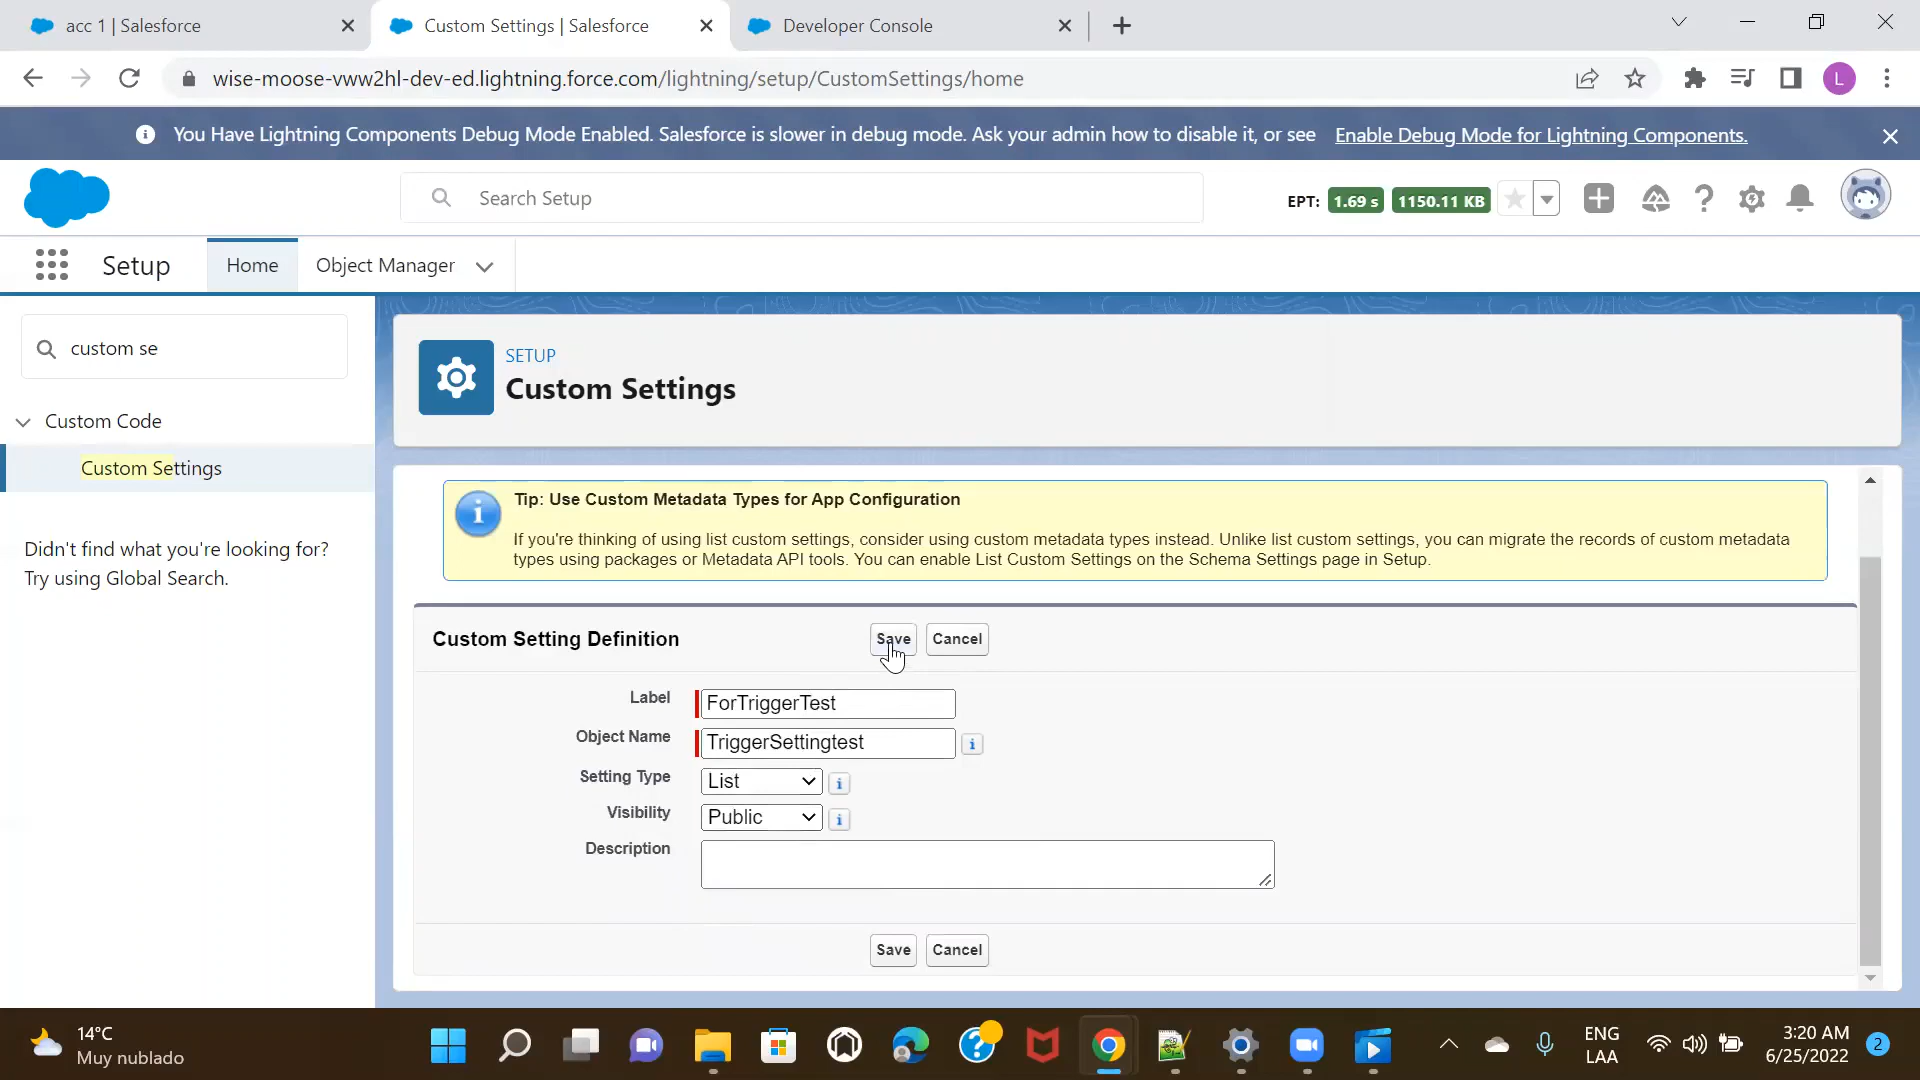 acc 1 | Salesforce
Custom Settings | Salesforce
Developer Console
wise-moose-vww2hl-dev-ed.lightning.force.com/lightning/setup/CustomSettings/home
L
You Have Lightning Components Debug Mode Enabled. Salesforce is slower in debug mode. Ask your admin how to disable it, or see Enable Debug Mode for Lightning Components.
Search Setup
EPT: 1.69 s 1150.11 KB
Setup
Home
Object Manager
custom se
Custom Code
Custom Settings
Didn't find what you're looking for?
Try using Global Search.
SETUP
Custom Settings
Tip: Use Custom Metadata Types for App Configuration
If you're thinking of using list custom settings, consider using custom metadata types instead. Unlike list custom settings, you can migrate the records of custom metadata
types using packages or Metadata API tools. You can enable List Custom Settings on the Schema Settings page in Setup.
Custom Setting Definition
Save
Cancel
Label
ForTriggerTest
Object Name
TriggerSettingtest
Setting Type
List
Visibility
Public
Description
Save
Cancel
14°C
Muy nublado
ENG
LAA
3:20 AM
6/25/2022
2